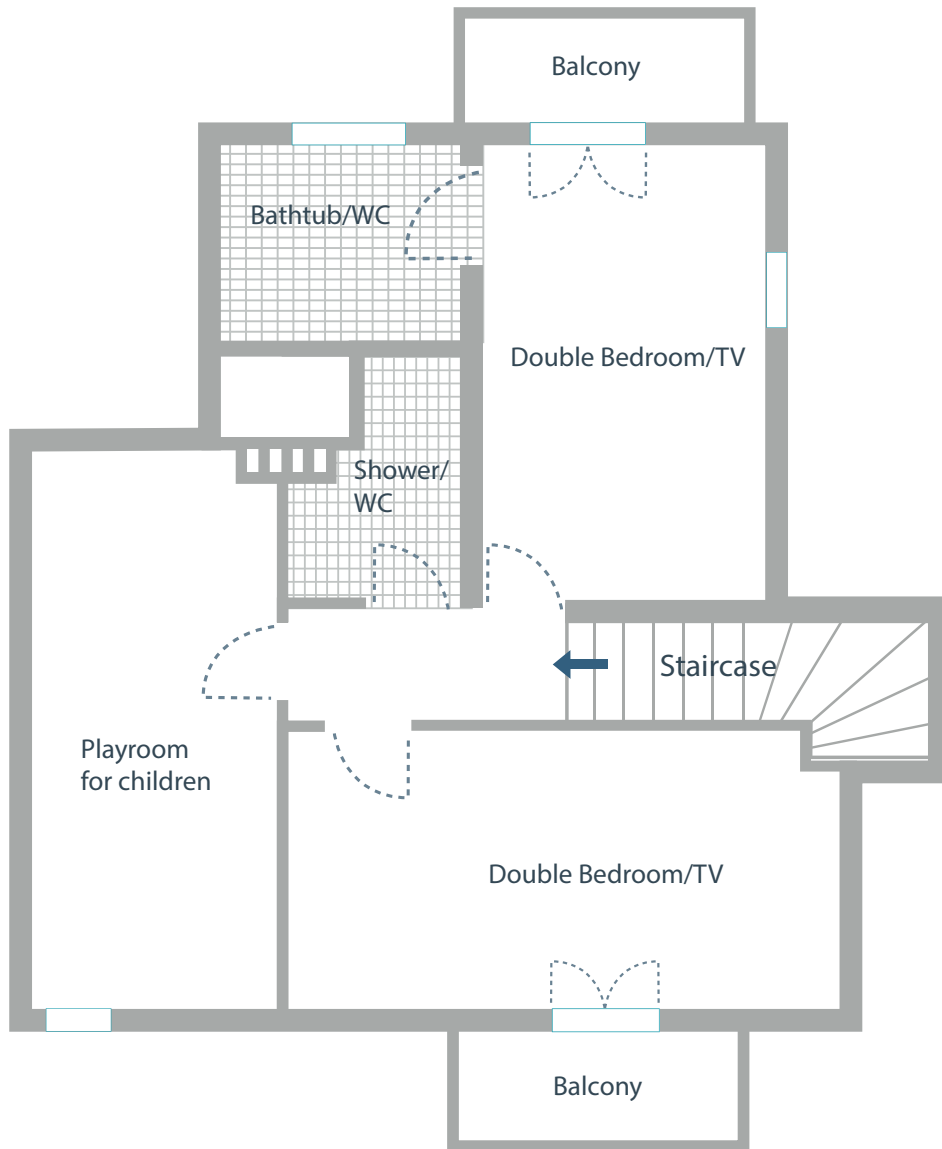 Balcony
Bathtub/WC
Double Bedroom/TV
Shower/
WC
Staircase
Playroom
for children
Double Bedroom/TV
Balcony